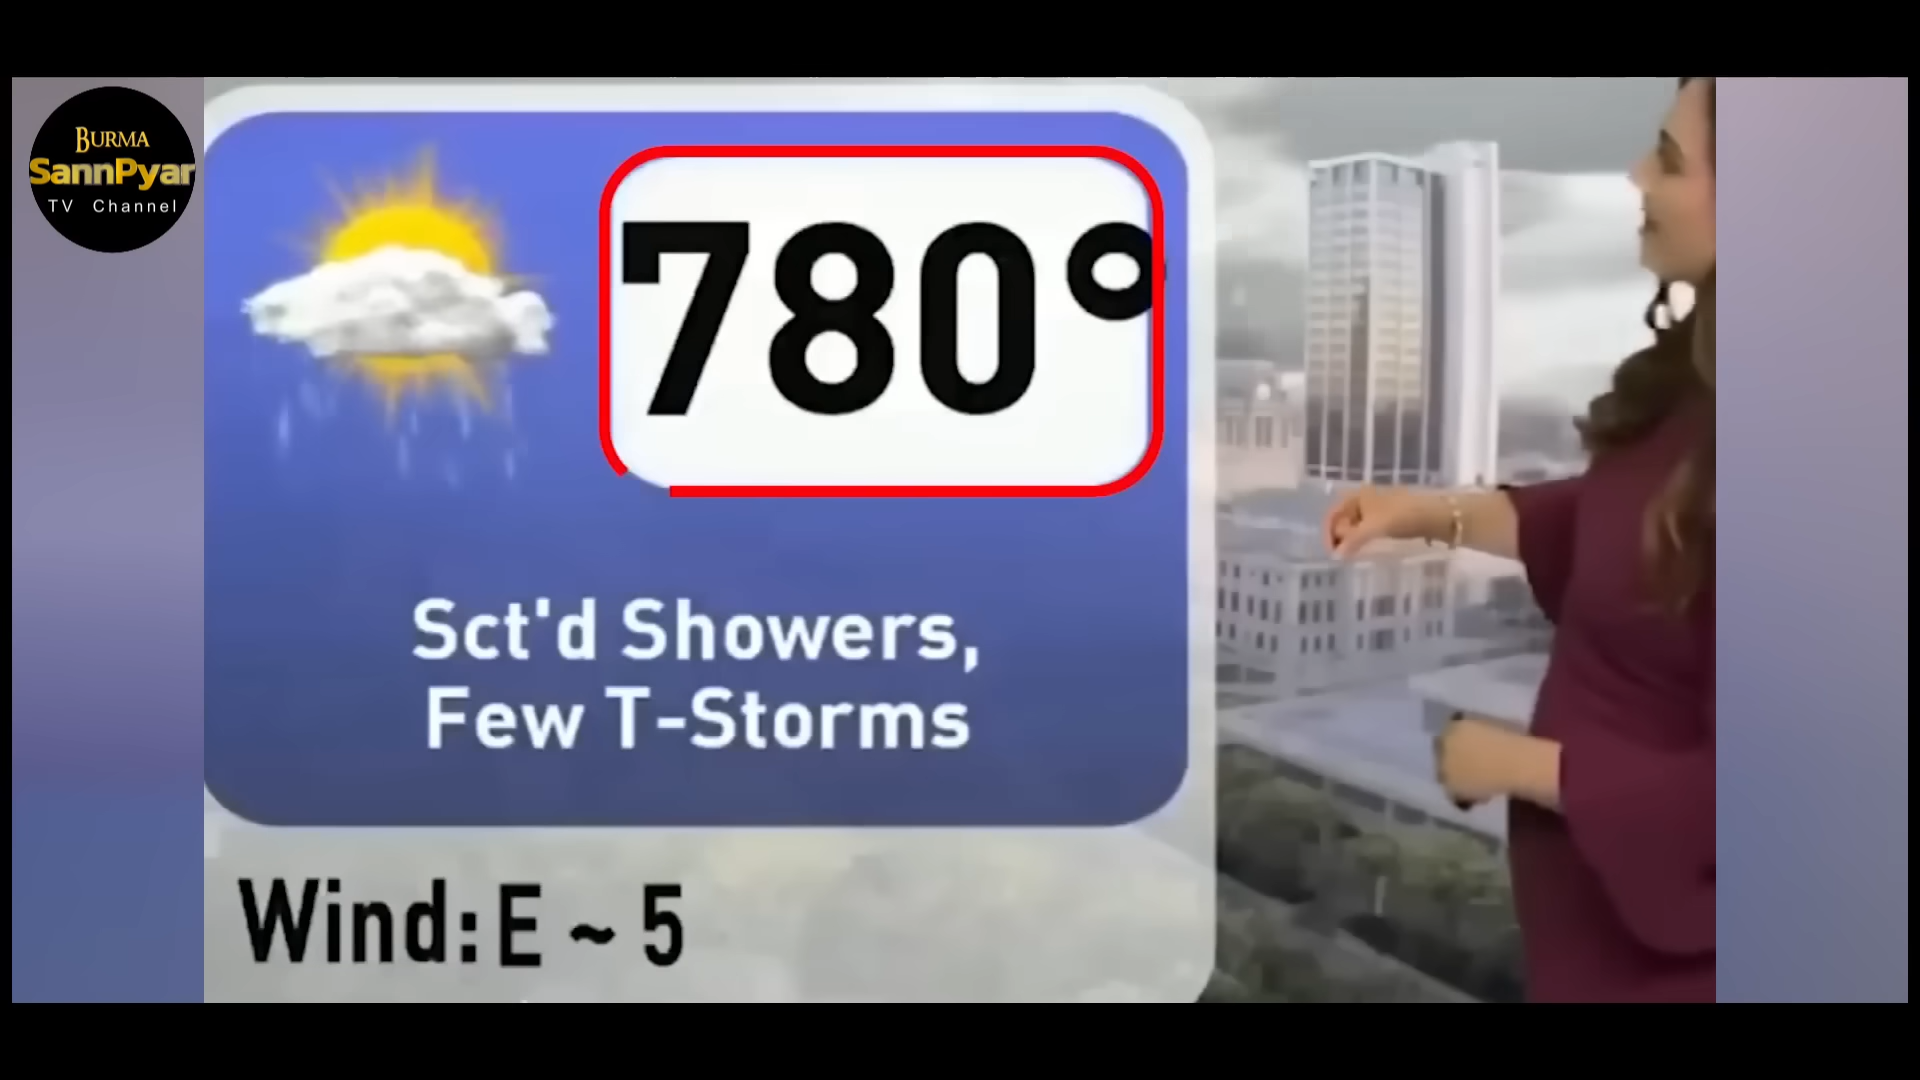 BURMA
SannPyar
TV Channel
780°
Sct'd Showers,
Few T-Storms
Wind: E ~ 5